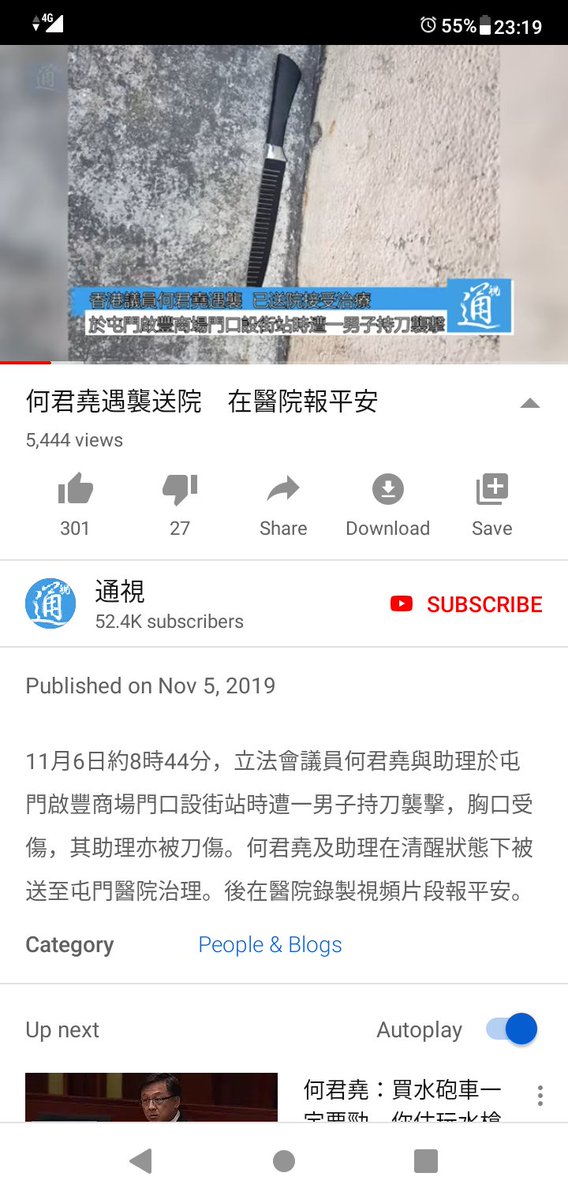 4G 55% 23:19
通視
香港議員何君堯遇襲 已送院接受治療
於屯門啟豐商場門口設街站時遭一男子持刀襲擊
通視
何君堯遇襲送院　在醫院報平安
5,444 views
301 27 Share Download Save
通視
通視
52.4K subscribers
SUBSCRIBE
Published on Nov 5, 2019
11月6日約8時44分，立法會議員何君堯與助理於屯
門啟豐商場門口設街站時遭一男子持刀襲擊，胸口受
傷，其助理亦被刀傷。何君堯及助理在清醒狀態下被
送至屯門醫院治理。後在醫院錄製視頻片段報平安。
Category People & Blogs
Up next Autoplay
何君堯：買水砲車一